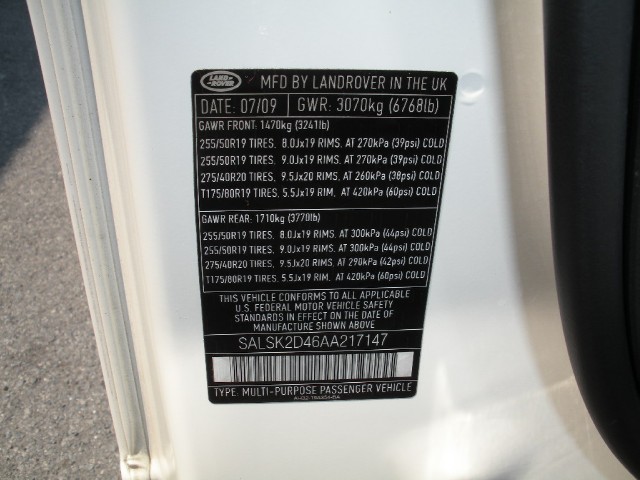 LAND ROVER
MFD BY LANDROVER IN THE UK
DATE: 07/09 GWR: 3070kg (6768lb)
GAWR FRONT: 1470kg (3241lb)
255/50R19 TIRES, 8.0Jx19 RIMS, AT 270kPa (39psi) COLD
255/50R19 TIRES, 9.0Jx19 RIMS, AT 270kPa (39psi) COLD
275/40R20 TIRES, 9.5Jx20 RIMS, AT 260kPa (38psi) COLD
T175/80R19 TIRES, 5.5Jx19 RIM, AT 420kPa (60psi) COLD
GAWR REAR: 1710kg (3770lb)
255/50R19 TIRES, 8.0Jx19 RIMS, AT 300kPa (44psi) COLD
255/50R19 TIRES, 9.0Jx19 RIMS, AT 300kPa (44psi) COLD
275/40R20 TIRES, 9.5Jx20 RIMS, AT 290kPa (42psi) COLD
T175/80R19 TIRES, 5.5Jx19 RIM, AT 420kPa (60psi) COLD
THIS VEHICLE CONFORMS TO ALL APPLICABLE
U.S. FEDERAL MOTOR VEHICLE SAFETY
STANDARDS IN EFFECT ON THE DATE OF
MANUFACTURE SHOWN ABOVE
SALSK2D46AA217147
TYPE: MULTI-PURPOSE PASSENGER VEHICLE